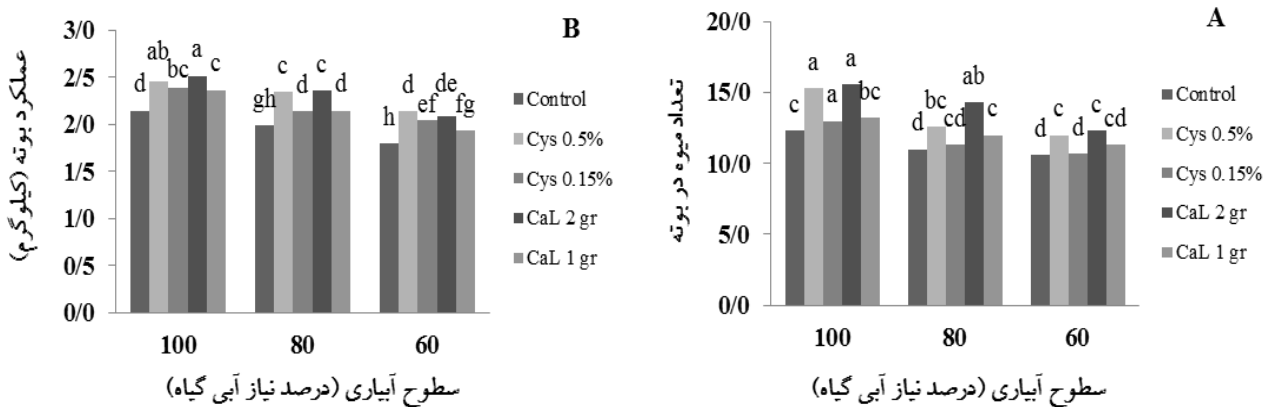 B
عملکرد بوته (کیلوگرم)
3/0
2/5
2/0
1/5
1/0
0/5
0/0
d ab bc a c
gh c d c d
h d ef de fg
100 80 60
سطوح آبیاری (درصد نیاز آبی گیاه)
Control
Cys 0.5%
Cys 0.15%
CaL 2 gr
CaL 1 gr
A
تعداد میوه در بوته
20/0
15/0
10/0
5/0
0/0
c a a a bc
d bc cd ab c
d c d c cd
100 80 60
سطوح آبیاری (درصد نیاز آبی گیاه)
Control
Cys 0.5%
Cys 0.15%
CaL 2 gr
CaL 1 gr